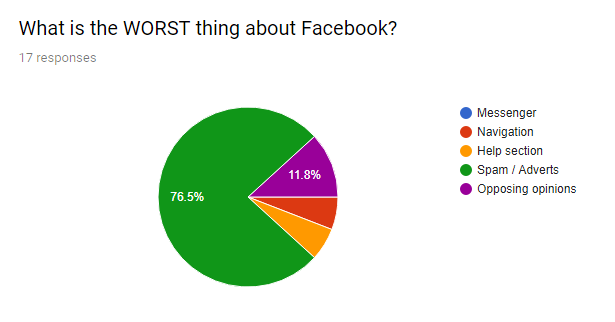 What is the WORST thing about Facebook?
17 responses
Messenger
Navigation
Help section
Spam / Adverts
Opposing opinions
11.8%
76.5%